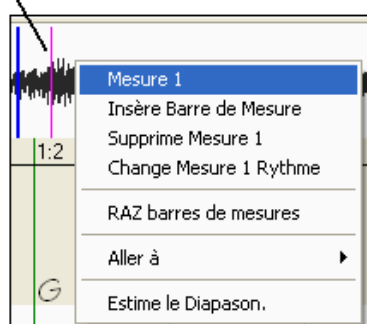 Mesure 1
Insère Barre de Mesure
Supprime Mesure 1
1:2
Change Mesure 1 Rythme
RAZ barres de mesures
Aller à
G
Estime le Diapason.